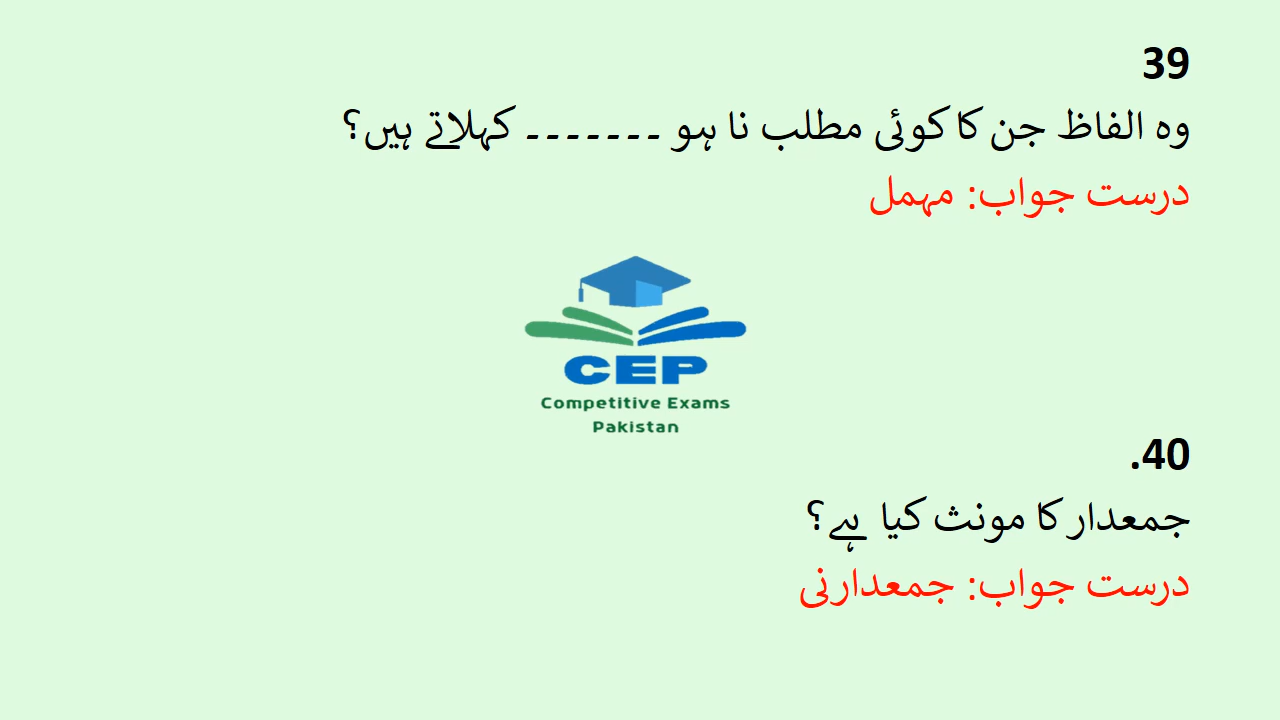 39
وہ الفاظ جن کا کوئی مطلب نا ہو ۔۔۔۔۔۔۔ کہلاتے ہیں؟
درست جواب: مہمل
CEP
Competitive Exams
Pakistan
.40
جمعدار کا مونث کیا ہے؟
درست جواب: جمعدارنی